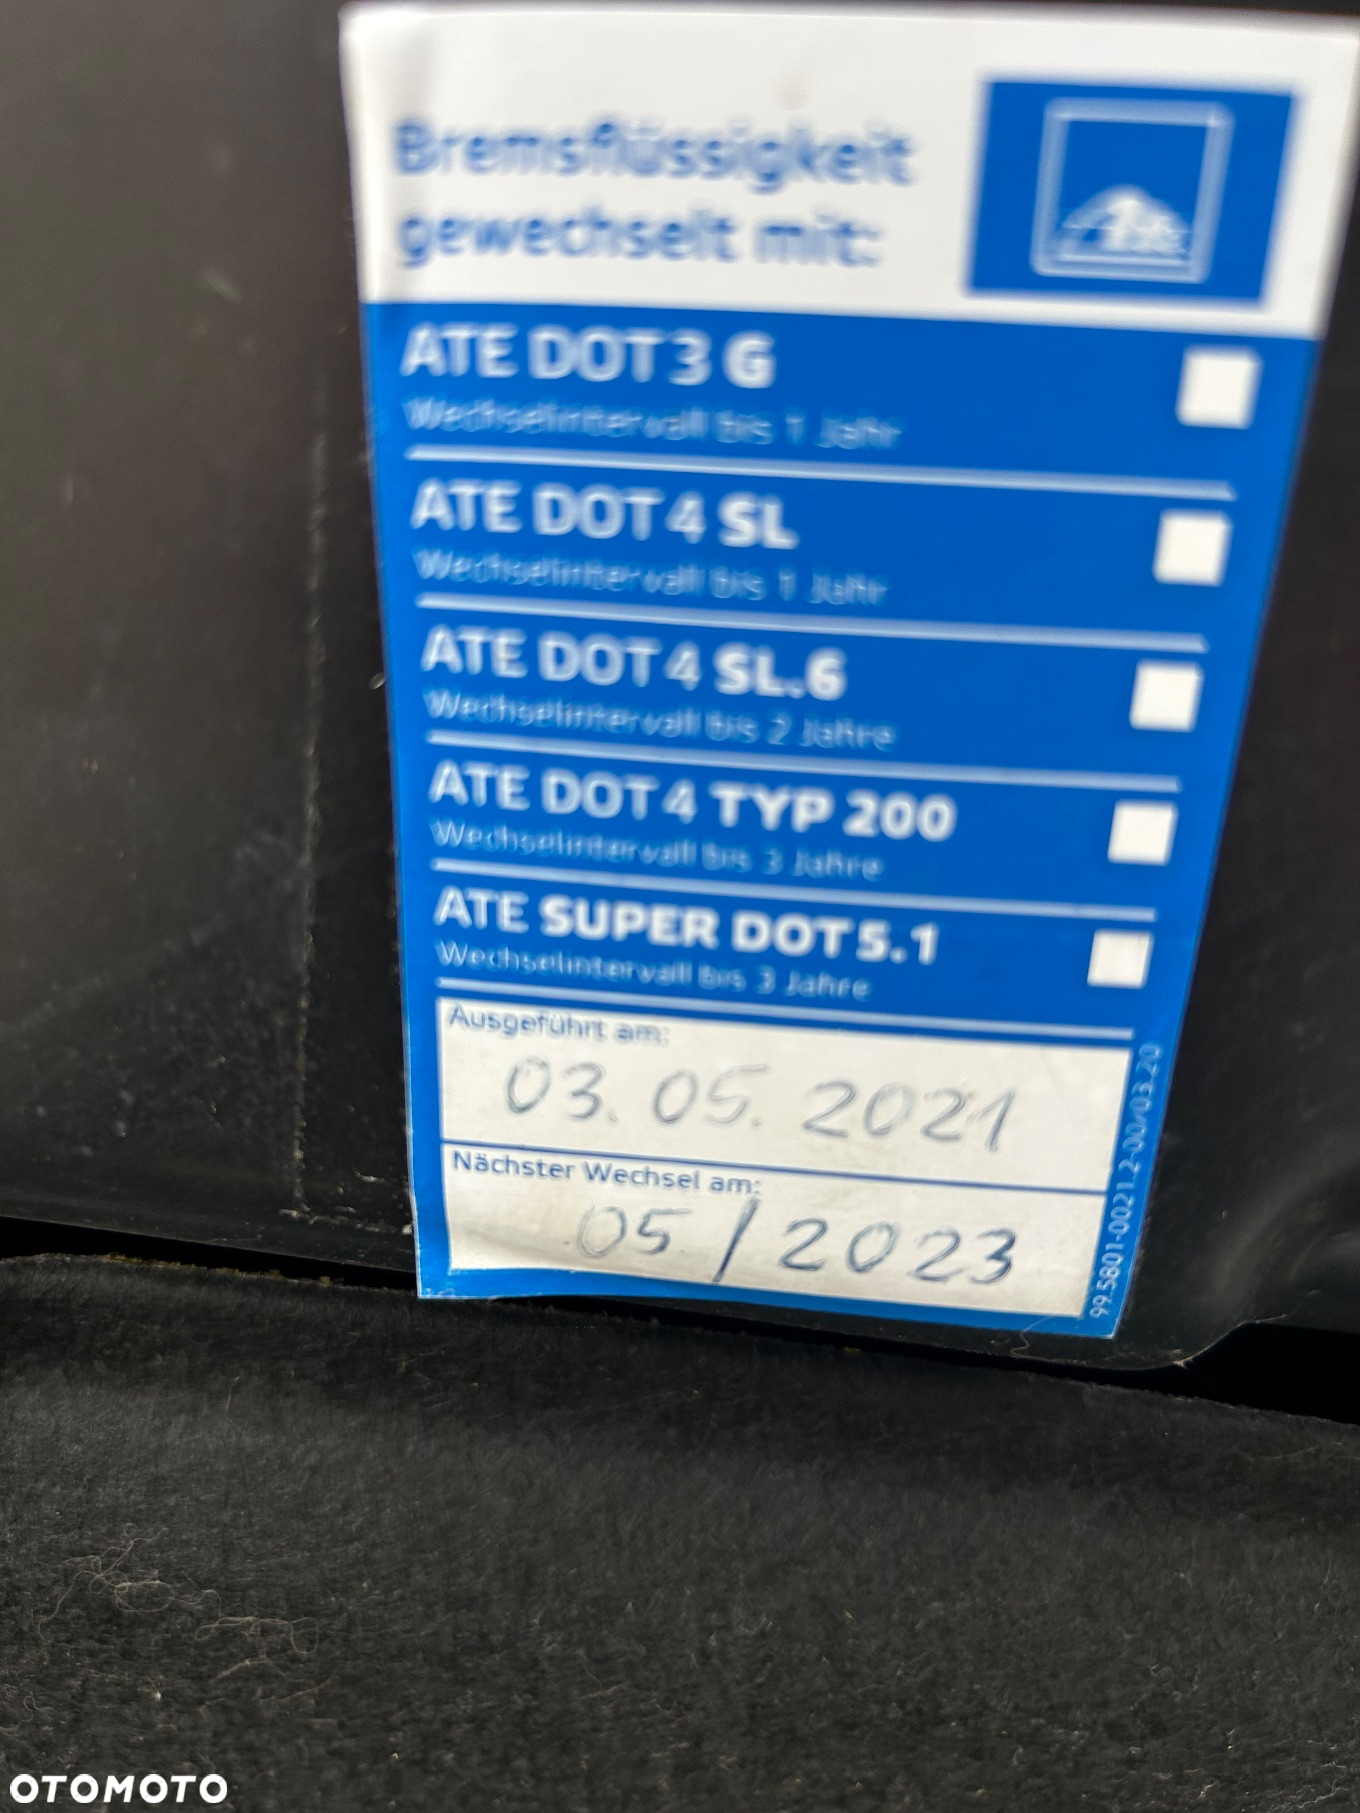 Bremsflüssigkeit
gewechselt mit:
ATE
ATE DOT 3 G
Wechselintervall bis 1 Jahr
ATE DOT 4 SL
Wechselintervall bis 1 Jahr
ATE DOT 4 SL.6
Wechselintervall bis 2 Jahre
ATE DOT 4 TYP 200
Wechselintervall bis 3 Jahre
ATE SUPER DOT 5.1
Wechselintervall bis 3 Jahre
Ausgeführt am:
03.05.2021
Nächster Wechsel am:
05/2023
99.5801-0021.2-00/03.20
OTOMOTO